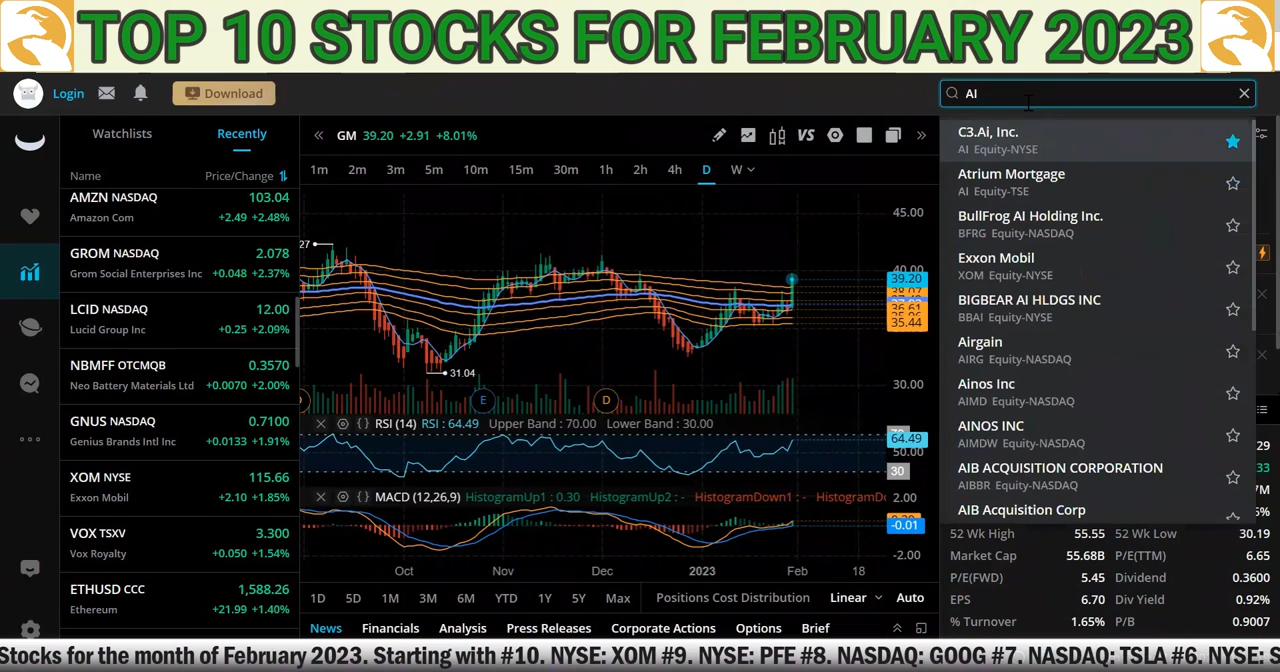 TOP 10 STOCKS FOR FEBRUARY 2023
Login
Download
AI
Watchlists
Recently
Name
Price/Change
AMZN NASDAQ 103.04
Amazon Com +2.49 +2.48%
GROM NASDAQ 2.078
Grom Social Enterprises Inc +0.048 +2.37%
LCID NASDAQ 12.00
Lucid Group Inc +0.25 +2.09%
NBMFF OTCMQB 0.3570
Neo Battery Materials Ltd +0.0070 +2.00%
GNUS NASDAQ 0.7100
Genius Brands Intl Inc +0.0133 +1.91%
XOM NYSE 115.66
Exxon Mobil +2.10 +1.85%
VOX TSXV 3.300
Vox Royalty +0.050 +1.54%
ETHUSD CCC 1,588.26
Ethereum +21.99 +1.40%
GM 39.20 +2.91 +8.01%
VS
1m 2m 3m 5m 10m 15m 30m 1h 2h 4h D W
27
45.00
40.00
39.20
36.61
35.44
31.04
30.00
E
D
RSI (14) RSI : 64.49 Upper Band : 70.00 Lower Band : 30.00
64.49
50.00
30
MACD (12,26,9) HistogramUp1 : 0.30 HistogramUp2 : - HistogramDown1 : - HistogramDo
2.00
-0.01
-2.00
Oct Nov Dec 2023 Feb 18
1D 5D 1M 3M 6M YTD 1Y 5Y Max Positions Cost Distribution Linear Auto
News Financials Analysis Press Releases Corporate Actions Options Brief
C3.Ai, Inc.
AI Equity-NYSE
Atrium Mortgage
AI Equity-TSE
BullFrog AI Holding Inc.
BFRG Equity-NASDAQ
Exxon Mobil
XOM Equity-NYSE
BIGBEAR AI HLDGS INC
BBAI Equity-NYSE
Airgain
AIRG Equity-NASDAQ
Ainos Inc
AIMD Equity-NASDAQ
AINOS INC
AIMDW Equity-NASDAQ
AIB ACQUISITION CORPORATION
AIBBR Equity-NASDAQ
AIB Acquisition Corp
52 Wk High 55.55 52 Wk Low 30.19
Market Cap 55.68B P/E(TTM) 6.65
P/E(FWD) 5.45 Dividend 0.3600
EPS 6.70 Div Yield 0.92%
% Turnover 1.65% P/B 0.9007
Stocks for the month of February 2023. Starting with #10. NYSE: XOM #9. NYSE: PFE #8. NASDAQ: GOOG #7. NASDAQ: TSLA #6. NYSE: S